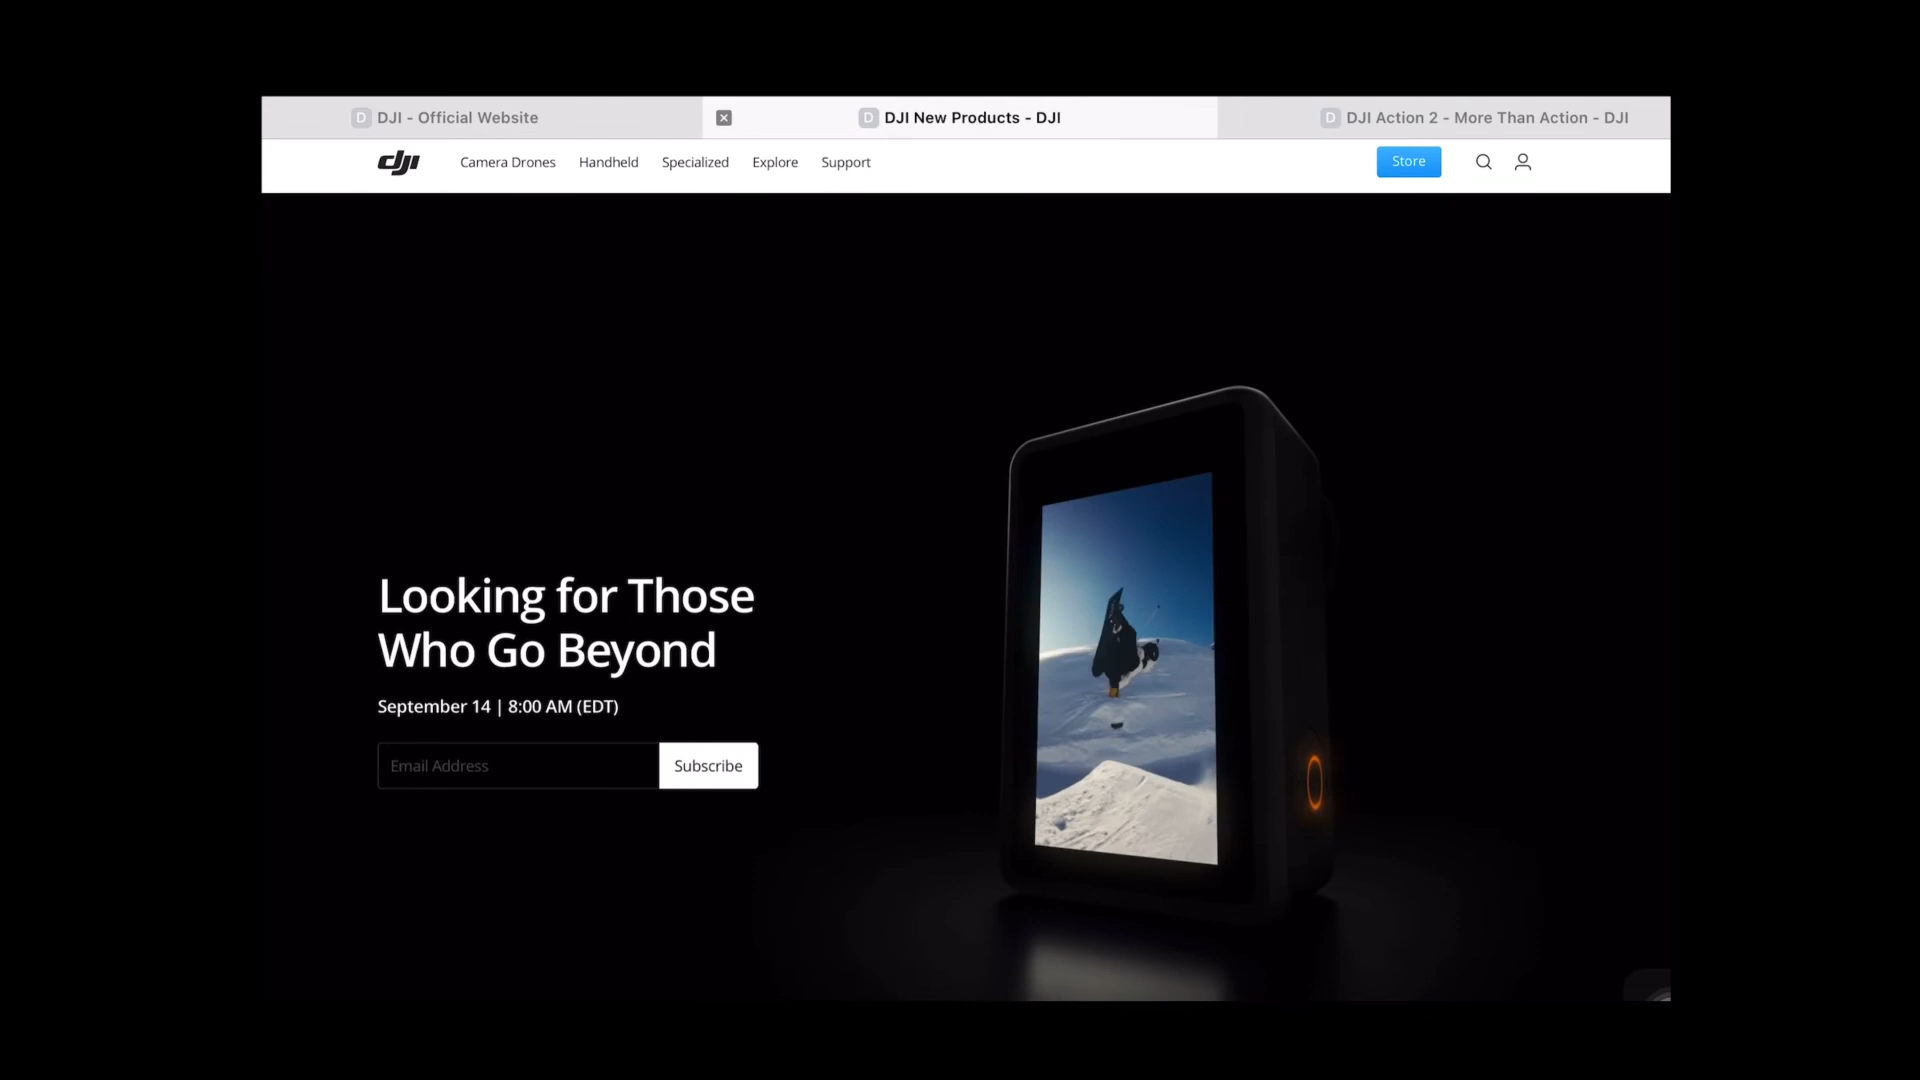 D DJI - Official Website
D DJI New Products - DJI
D DJI Action 2 - More Than Action - DJI
dji
Camera Drones
Handheld
Specialized
Explore
Support
Store
Looking for Those
Who Go Beyond
September 14 | 8:00 AM (EDT)
Email Address
Subscribe